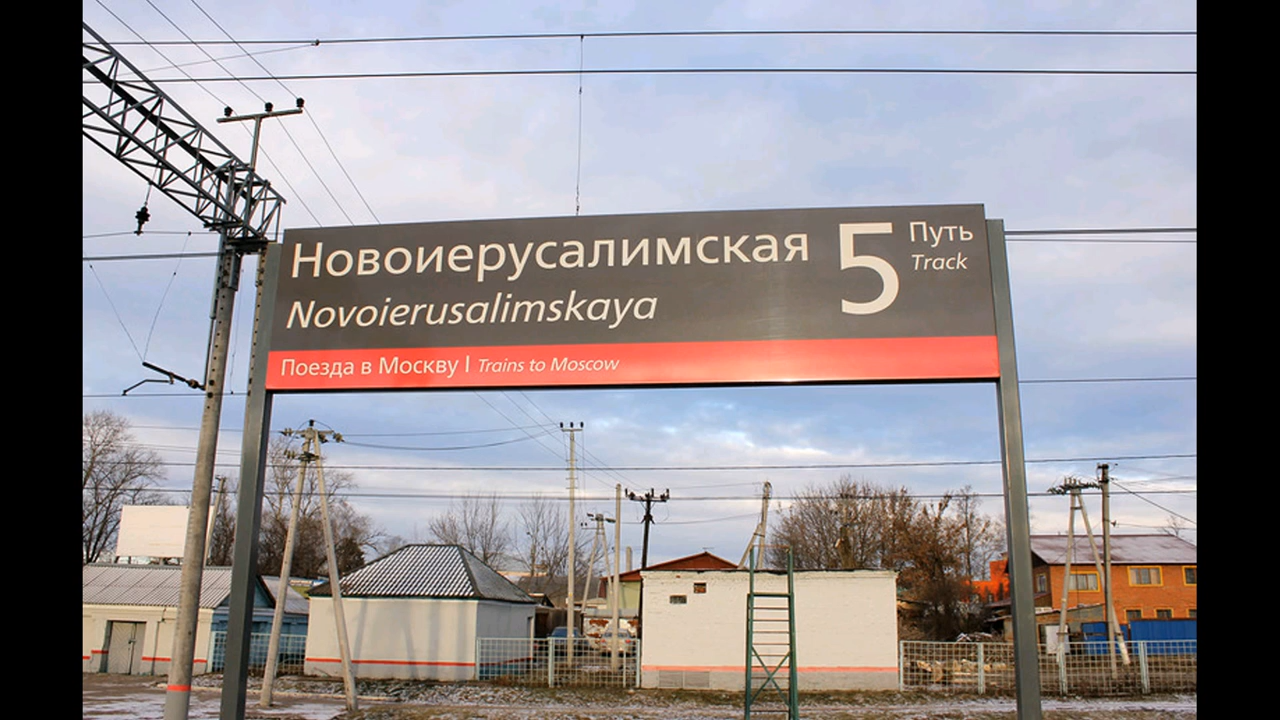 Новоиерусалимская
Novoierusalimskaya
5 Путь
Track
Поезда в Москву | Trains to Moscow